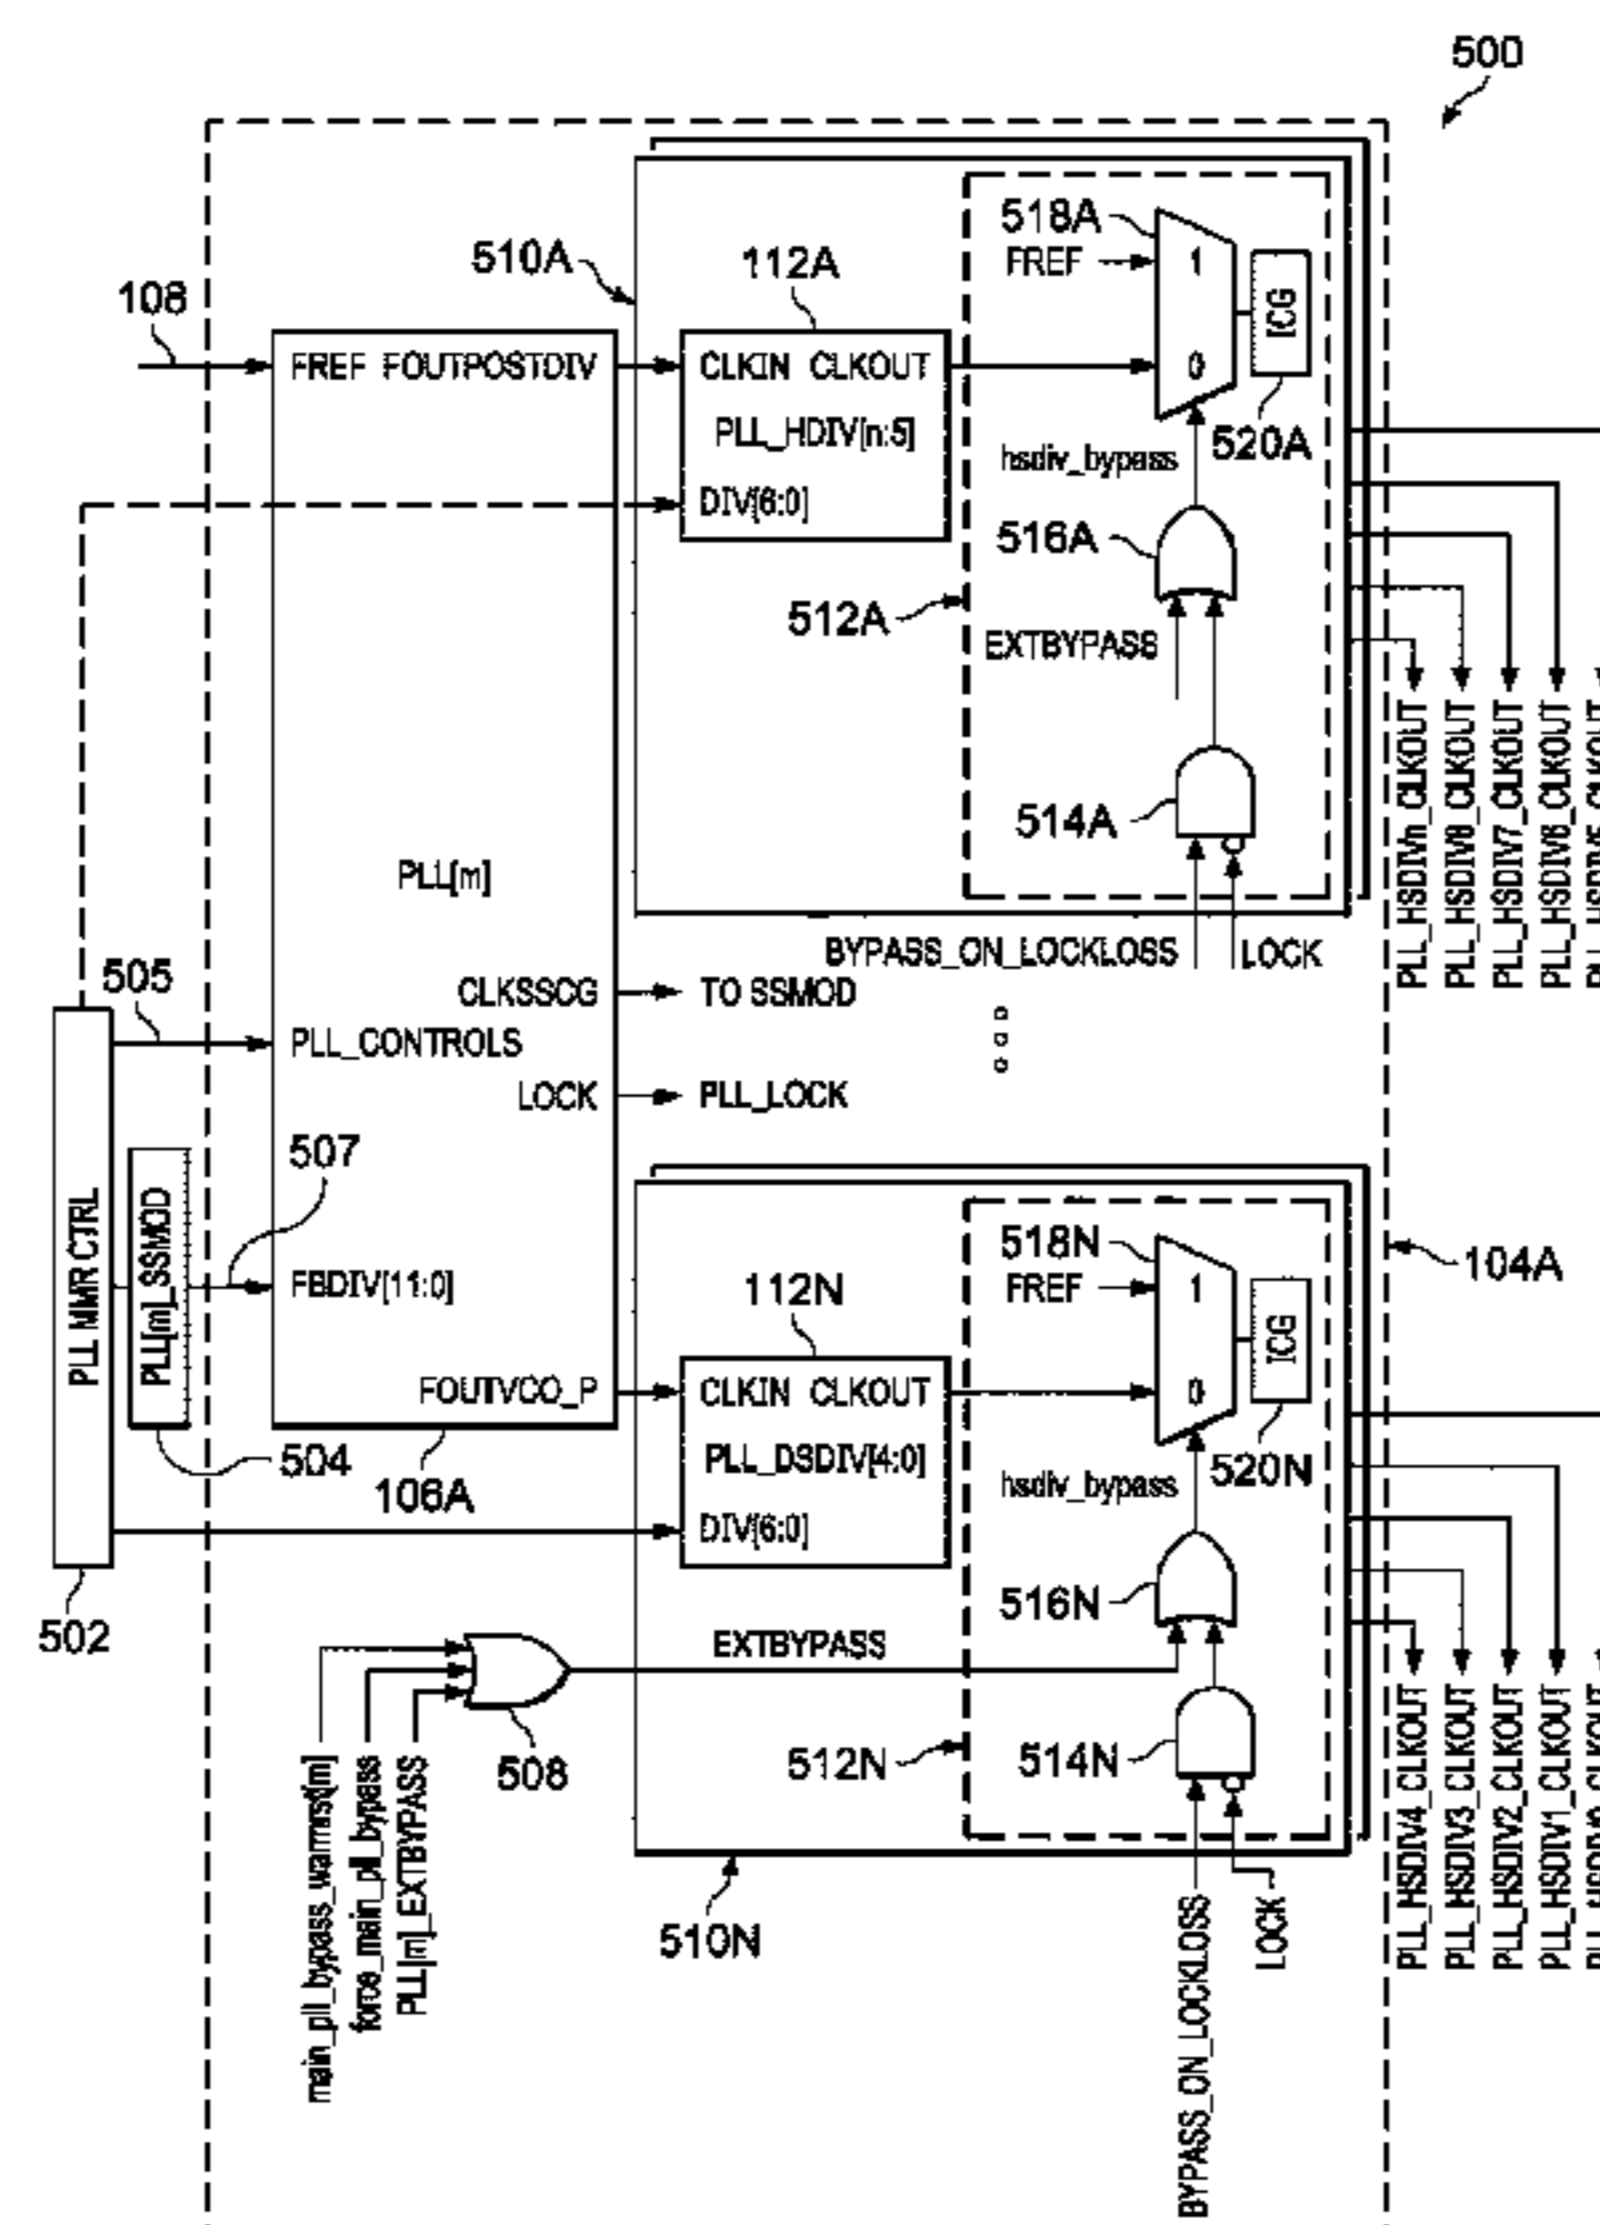 500
518A
510A
112A
FREF
1
108
ICG
FREF FOUTPOSTDIV
CLKIN CLKOUT
0
PLL_HDIV[n:5]
520A
hsdiv_bypass
DIV[6:0]
516A
512A
EXTBYPASS
514A
PLL[m]
PLL_HSDIVn_CLKOUT
PLL_HSDIV8_CLKOUT
PLL_HSDIV7_CLKOUT
PLL_HSDIV6_CLKOUT
BYPASS_ON_LOCKLOSS
LOCK
505
CLKSSCG
TO SSMOD
PLL_CONTROLS
LOCK
PLL_LOCK
507
PLL MMR CTRL
PLL[m]_SSMOD
518N
104A
FBDIV[11:0]
112N
FREF
1
ICG
FOUTVCO_P
CLKIN CLKOUT
0
504
PLL_DSDIV[4:0]
520N
106A
hsdiv_bypass
DIV[6:0]
516N
502
EXTBYPASS
508
512N
514N
main_pll_bypass_warmrst[m]
force_main_pll_bypass
PLL[m]_EXTBYPASS
PLL_HSDIV4_CLKOUT
PLL_HSDIV3_CLKOUT
PLL_HSDIV2_CLKOUT
PLL_HSDIV1_CLKOUT
510N
BYPASS_ON_LOCKLOSS
LOCK